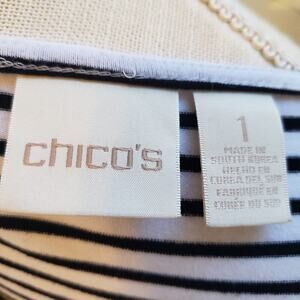 chico's
1
MADE IN
SOUTH KOREA
HECHO EN
COREA DEL SUR
FABRIQUÉ EN
CORÉE DU SUD